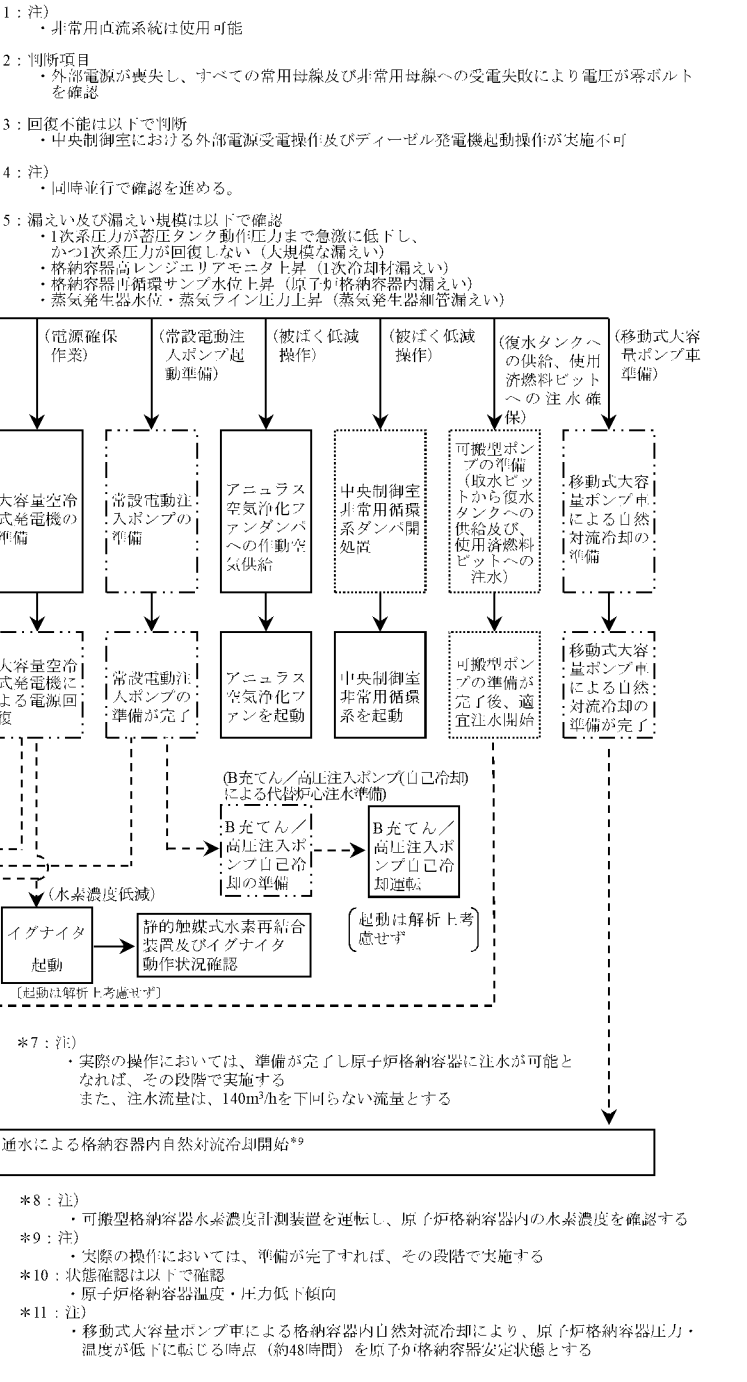 1：注）
・非常用直流系統は使用可能
2：判断項目
・外部電源が喪失し、すべての常用母線及び非常用母線への受電失敗により電圧が零ボルト
を確認
3：回復不能は以下で判断
・中央制御室における外部電源受電操作及びディーゼル発電機起動操作が実施不可
4：注）
・同時並行で確認を進める。
5：漏えい及び漏えい規模は以下で確認
・1次系圧力が蓄圧タンク動作圧力まで急激に低下し、
かつ1次系圧力が回復しない（大規模な漏えい）
・格納容器高レンジエリアモニタ上昇（1次冷却材漏えい）
・格納容器再循環サンプ水位上昇（原子炉格納容器内漏えい）
・蒸気発生器水位・蒸気ライン圧力上昇（蒸気発生器細管漏えい）
（電源確保
作業）
（常設電動注
入ポンプ起
動準備）
（被ばく低減
操作）
（被ばく低減
操作）
（復水タンクへ
の供給、使用
済燃料ピット
への注水確
保）
（移動式大容
量ポンプ車
準備）
大容量空冷
式発電機の
準備
常設電動注
入ポンプの
準備
アニュラス
空気浄化フ
ァンダンパ
への作動空
気供給
中央制御室
非常用循環
系ダンパ開
処置
可搬型ポン
プの準備
（取水ピッ
トから復水
タンクへの
供給及び、
使用済燃料
ピットへの
注水）
移動式大容
量ポンプ車
による自然
対流冷却の
準備
大容量空冷
式発電機に
よる電源回
復
常設電動注
入ポンプの
準備が完了
アニュラス
空気浄化フ
ァンを起動
中央制御室
非常用循環
系を起動
可搬型ポン
プの準備が
完了後、適
宜注水開始
移動式大容
量ポンプ車
による自然
対流冷却の
準備が完了
(B充てん／高圧注入ポンプ(自己冷却)
による代替炉心注水準備)
B充てん／
高圧注入ポ
ンプ自己冷
却の準備
B充てん／
高圧注入ポ
ンプ自己冷
却運転
起動は解析上考
慮せず
（水素濃度低減）
イグナイタ
起動
静的触媒式水素再結合
装置及びイグナイタ
動作状況確認
〔起動は解析上考慮せず〕
＊7：注）
・実際の操作においては、準備が完了し原子炉格納容器に注水が可能と
なれば、その段階で実施する
また、注水流量は、140m³/hを下回らない流量とする
通水による格納容器内自然対流冷却開始*9
＊8：注）
・可搬型格納容器水素濃度計測装置を運転し、原子炉格納容器内の水素濃度を確認する
＊9：注）
・実際の操作においては、準備が完了すれば、その段階で実施する
＊10：状態確認は以下で確認
・原子炉格納容器温度・圧力低下傾向
＊11：注）
・移動式大容量ポンプ車による格納容器内自然対流冷却により、原子炉格納容器圧力・
温度が低下に転じる時点（約48時間）を原子炉格納容器安定状態とする